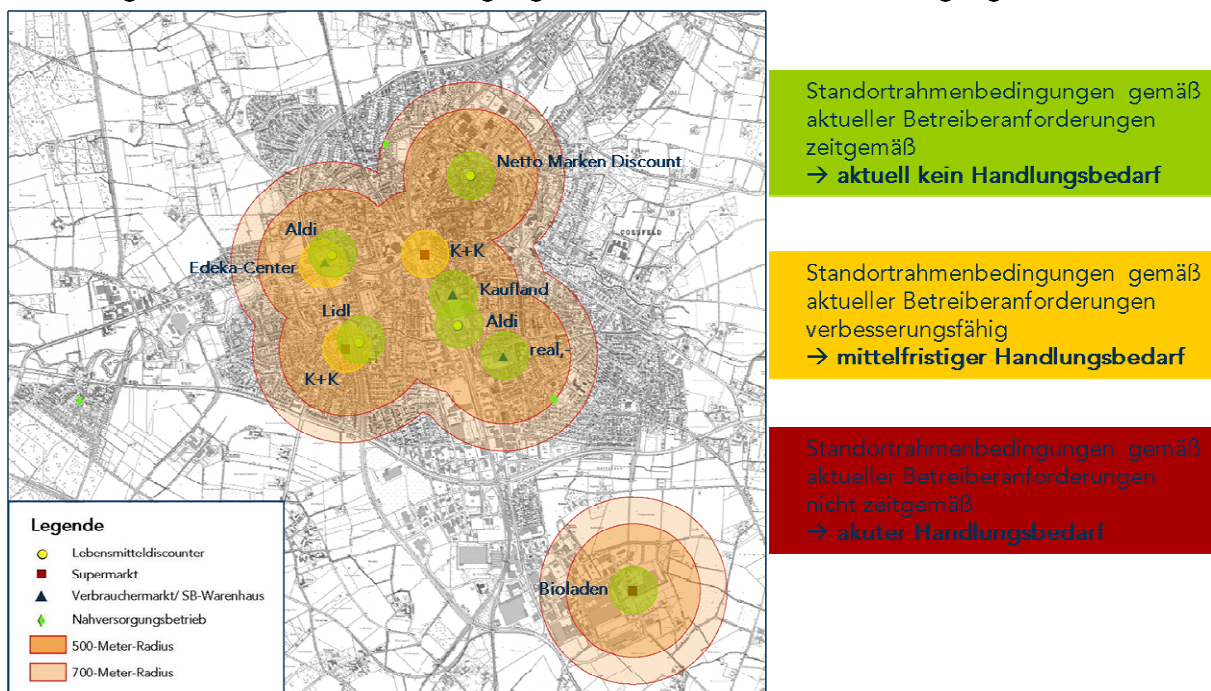 Netto Marken Discount
COESFELD
Aldi
K+K
Edeka-Center
Kaufland
Lidl
Aldi
real,-
K+K
Bioladen
Legende
Lebensmitteldiscounter
Supermarkt
Verbrauchermarkt/ SB-Warenhaus
Nahversorgungsbetrieb
500-Meter-Radius
700-Meter-Radius
Standortrahmenbedingungen gemäß
aktueller Betreiberanforderungen
zeitgemäß
→ aktuell kein Handlungsbedarf
Standortrahmenbedingungen gemäß
aktueller Betreiberanforderungen
verbesserungsfähig
→ mittelfristiger Handlungsbedarf
Standortrahmenbedingungen gemäß
aktueller Betreiberanforderungen
nicht zeitgemäß
→ akuter Handlungsbedarf